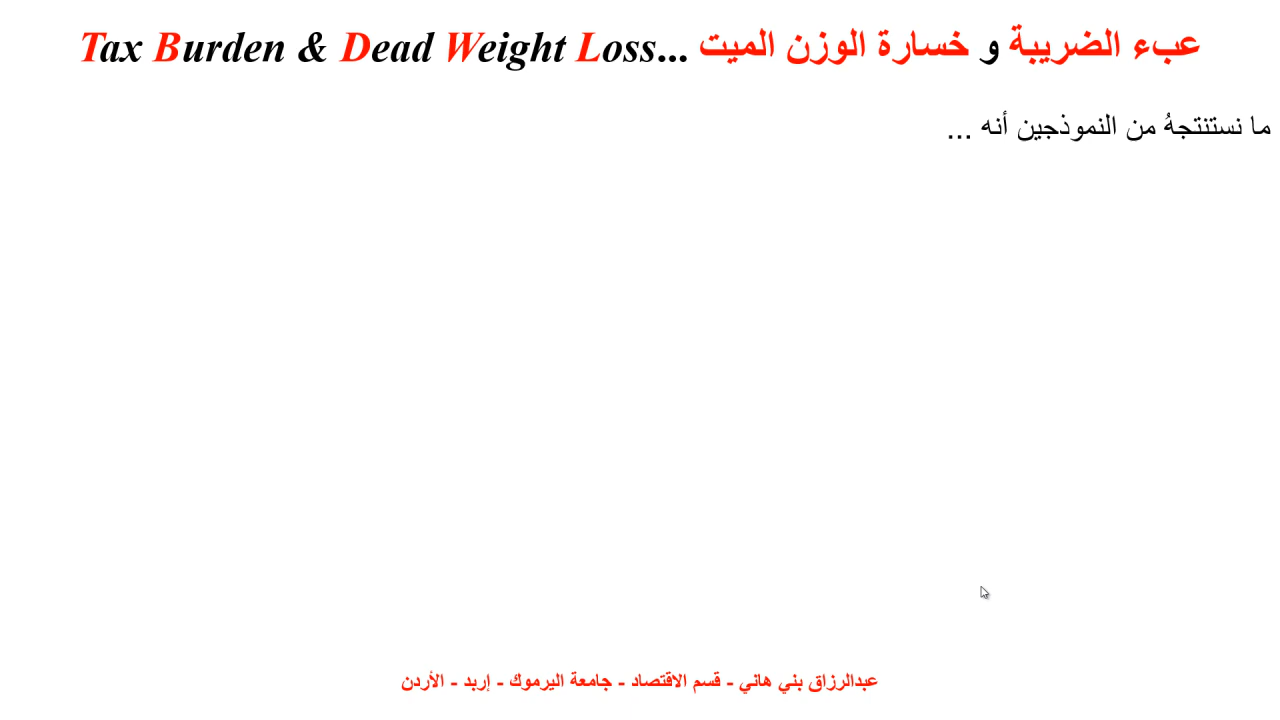 عبء الضريبة و خسارة الوزن الميت Tax Burden & Dead Weight Loss...
ما نستنتجهُ من النموذجين أنه ...
عبدالرزاق بني هاني - قسم الاقتصاد - جامعة اليرموك - إربد - الأردن